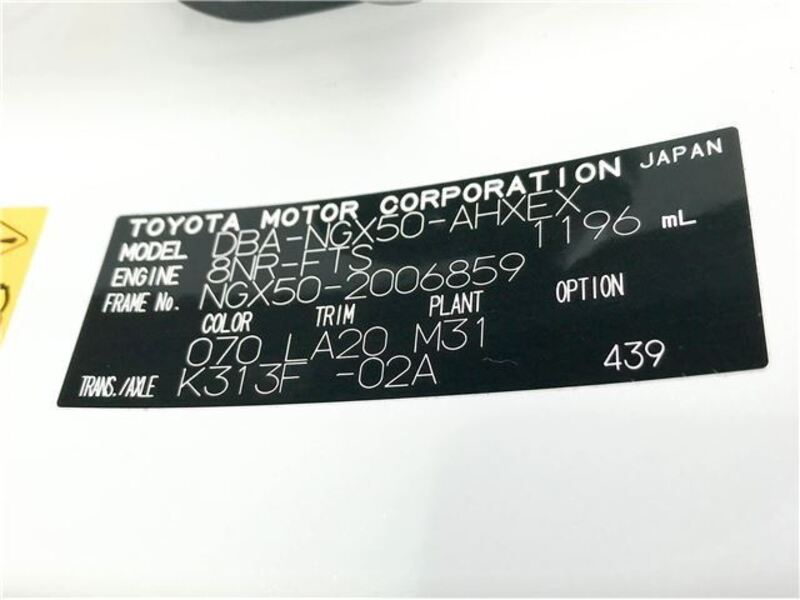 TOYOTA MOTOR CORPORATION JAPAN
MODEL DBA-NGX50-AHXEX
ENGINE 8NR-FTS 1196 mL
FRAME No. NGX50-2006859
COLOR TRIM PLANT OPTION
070 LA20 M31
TRANS./AXLE K313F -02A 439